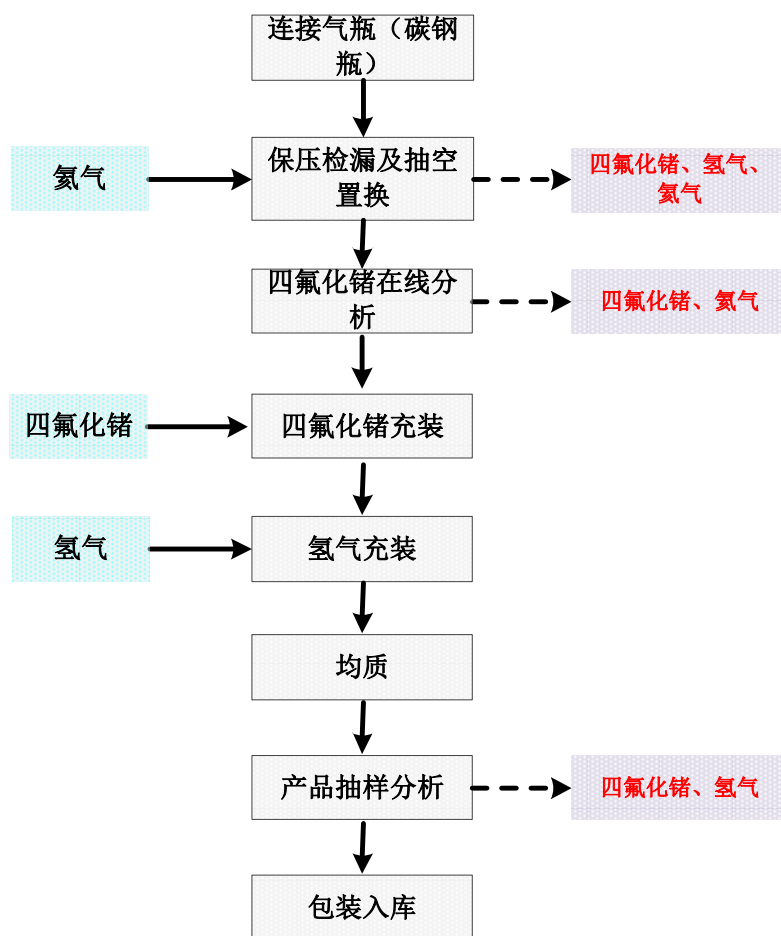 连接气瓶（碳钢
瓶）
氦气
保压检漏及抽空
置换
四氟化锗、氢气、
氦气
四氟化锗在线分
析
四氟化锗、氦气
四氟化锗
四氟化锗充装
氢气
氢气充装
均质
产品抽样分析
四氟化锗、氢气
包装入库